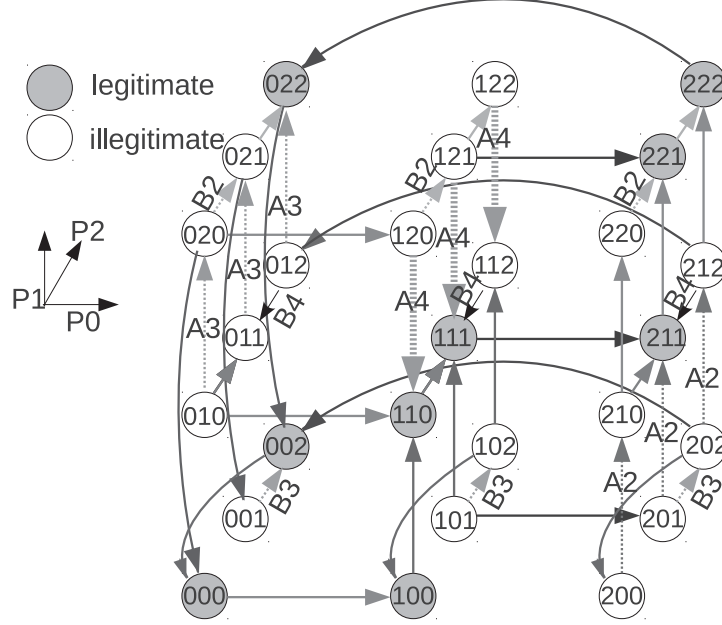 legitimate
illegitimate
022
122
222
021
121
A4
221
B2
A3
B2
B2
020
120
A4
220
P2
A3
012
112
212
P1
P0
A3
B4
A4
B4
B4
011
111
211
A2
010
110
210
A2
002
102
202
A2
001
B3
101
B3
201
B3
000
100
200